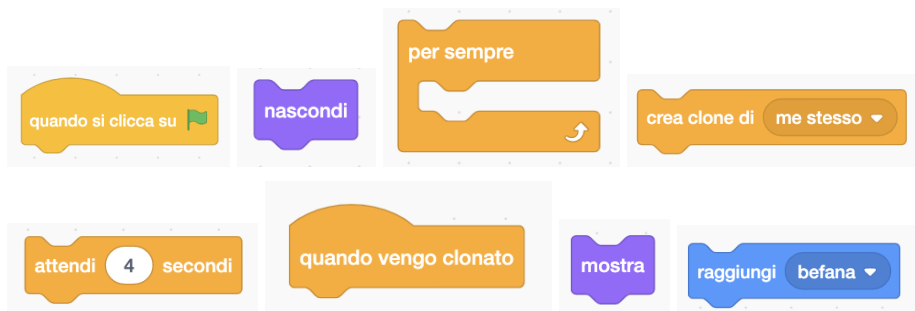 quando si clicca su
nascondi
per sempre
crea clone di me stesso
attendi 4 secondi
quando vengo clonato
mostra
raggiungi befana